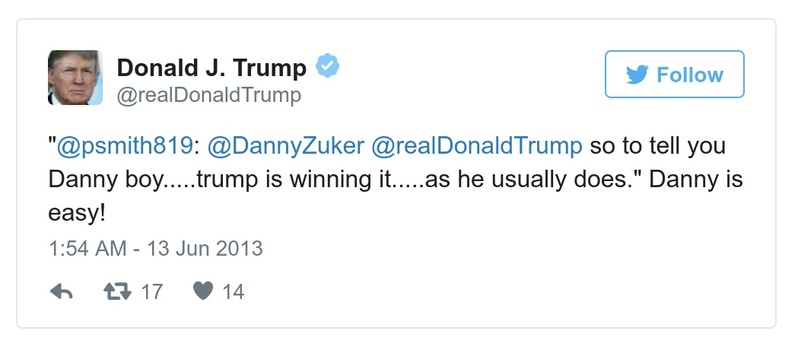 Donald J. Trump
@realDonaldTrump
Follow
"@psmith819: @DannyZuker @realDonaldTrump so to tell you
Danny boy.....trump is winning it.....as he usually does." Danny is
easy!
1:54 AM - 13 Jun 2013
17 14